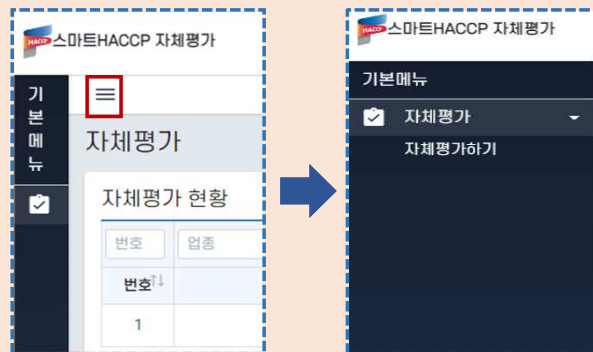 HACCP 스마트HACCP 자체평가
기본메뉴
자체평가
자체평가 현황
번호 업종
번호
1
HACCP 스마트HACCP 자체평가
기본메뉴
자체평가
자체평가하기